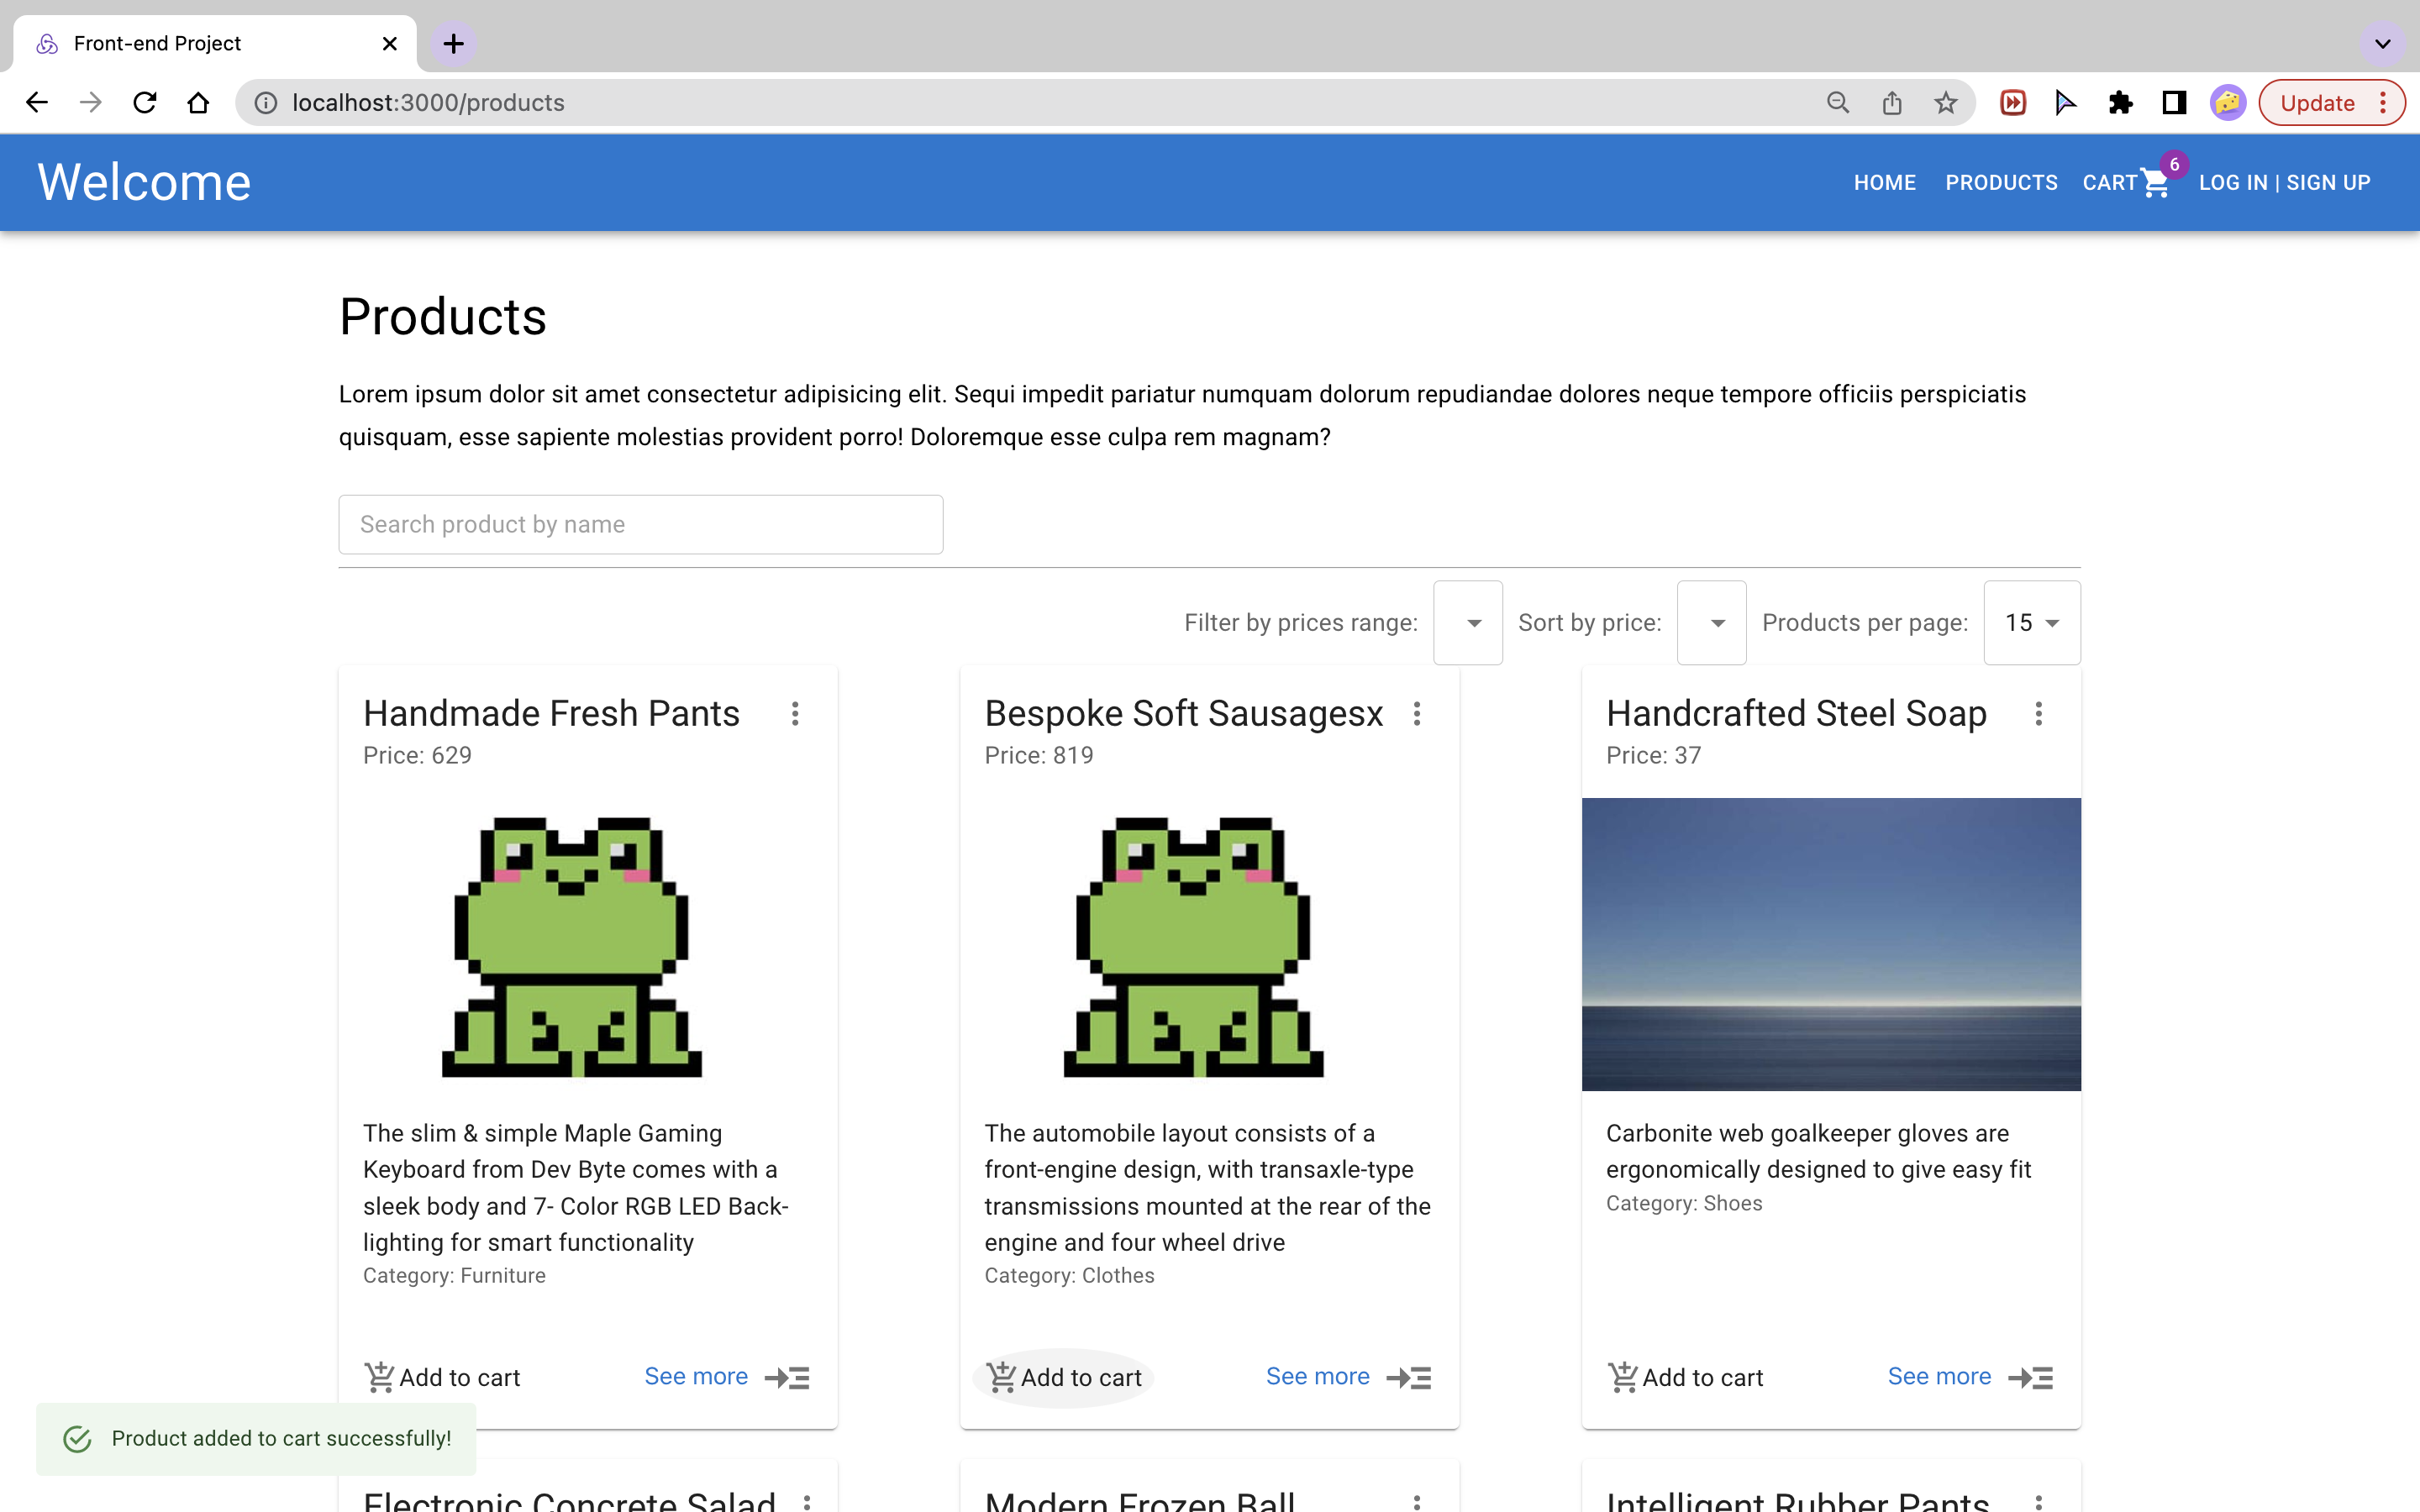 Front-end Project
localhost:3000/products
Update
Welcome
HOME
PRODUCTS
CART
6
LOG IN | SIGN UP
Products
Lorem ipsum dolor sit amet consectetur adipisicing elit. Sequi impedit pariatur numquam dolorum repudiandae dolores neque tempore officiis perspiciatis
quisquam, esse sapiente molestias provident porro! Doloremque esse culpa rem magnam?
Search product by name
Filter by prices range:
Sort by price:
Products per page:
15
Handmade Fresh Pants
Price: 629
The slim & simple Maple Gaming
Keyboard from Dev Byte comes with a
sleek body and 7- Color RGB LED Back-
lighting for smart functionality
Category: Furniture
Add to cart
See more
Bespoke Soft Sausagesx
Price: 819
The automobile layout consists of a
front-engine design, with transaxle-type
transmissions mounted at the rear of the
engine and four wheel drive
Category: Clothes
Add to cart
See more
Handcrafted Steel Soap
Price: 37
Carbonite web goalkeeper gloves are
ergonomically designed to give easy fit
Category: Shoes
Add to cart
See more
Product added to cart successfully!
Electronic Concrete Salad
Modern Frozen Ball
Intelligent Rubber Pants